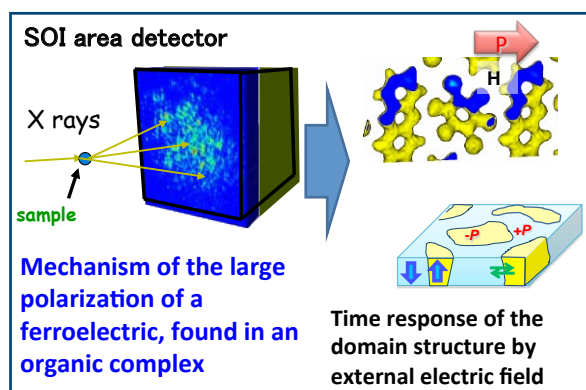 SOI area detector
X rays
sample
Mechanism of the large
polarization of a
ferroelectric, found in an
organic complex
P
H
-P
+P
Time response of the
domain structure by
external electric field